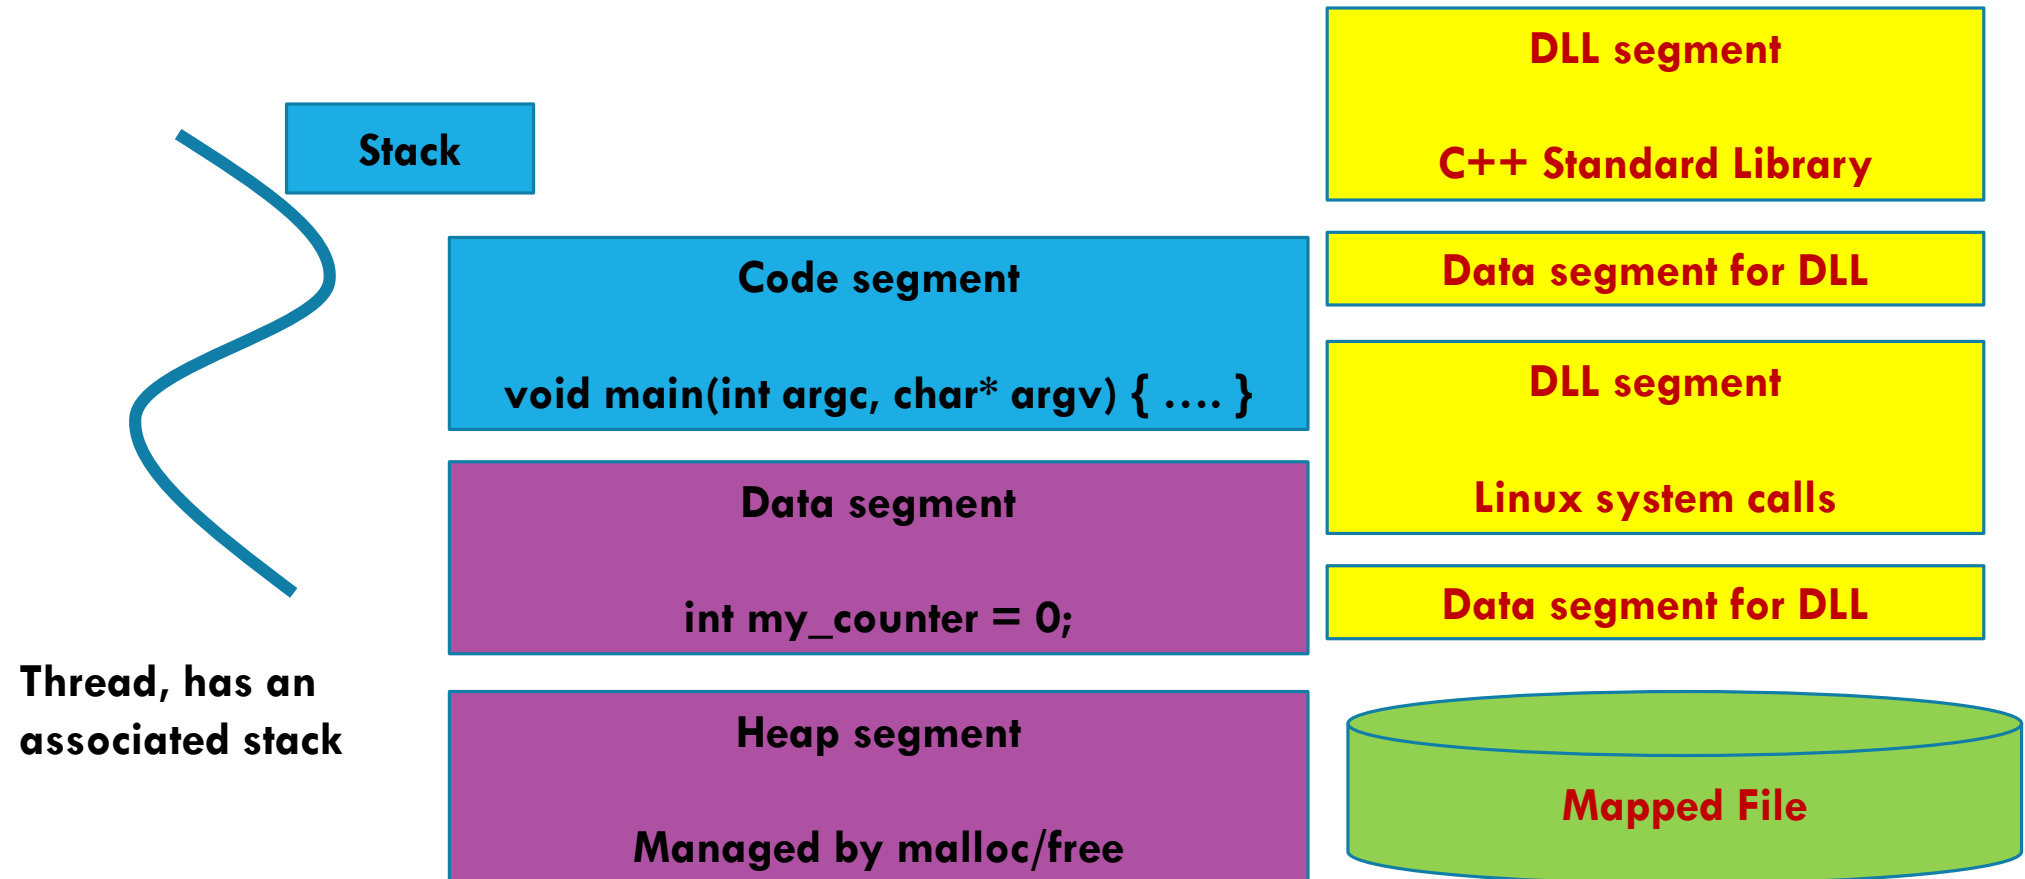 Stack
Code segment
void main(int argc, char* argv) { .... }
Data segment
int my_counter = 0;
Heap segment
Managed by malloc/free
Thread, has an
associated stack
DLL segment
C++ Standard Library
Data segment for DLL
DLL segment
Linux system calls
Data segment for DLL
Mapped File